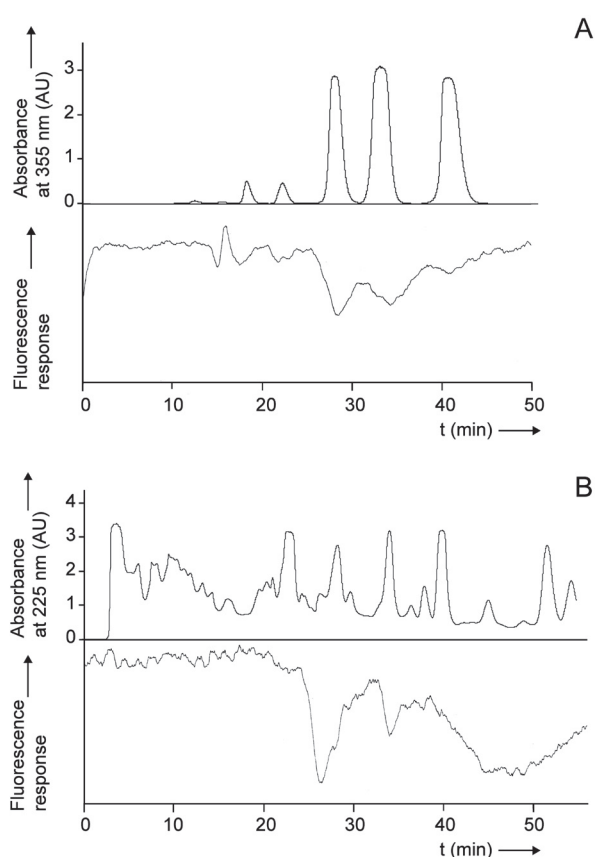 A
Absorbance
at 355 nm (AU)
3
2
1
0
Fluorescence
response
0 10 20 30 40 50
t (min)
B
Absorbance
at 225 nm (AU)
4
3
2
1
0
Fluorescence
response
0 10 20 30 40 50
t (min)